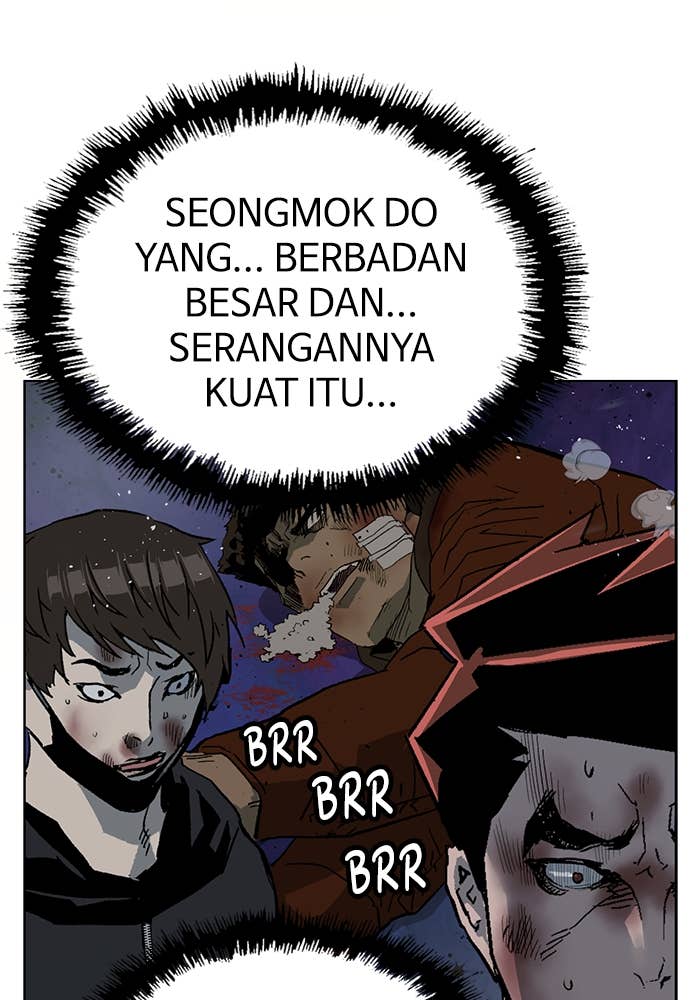 SEONGMOK DO
YANG... BERBADAN
BESAR DAN...
SERANGANNYA
KUAT ITU...
BRR
BRR
BRR